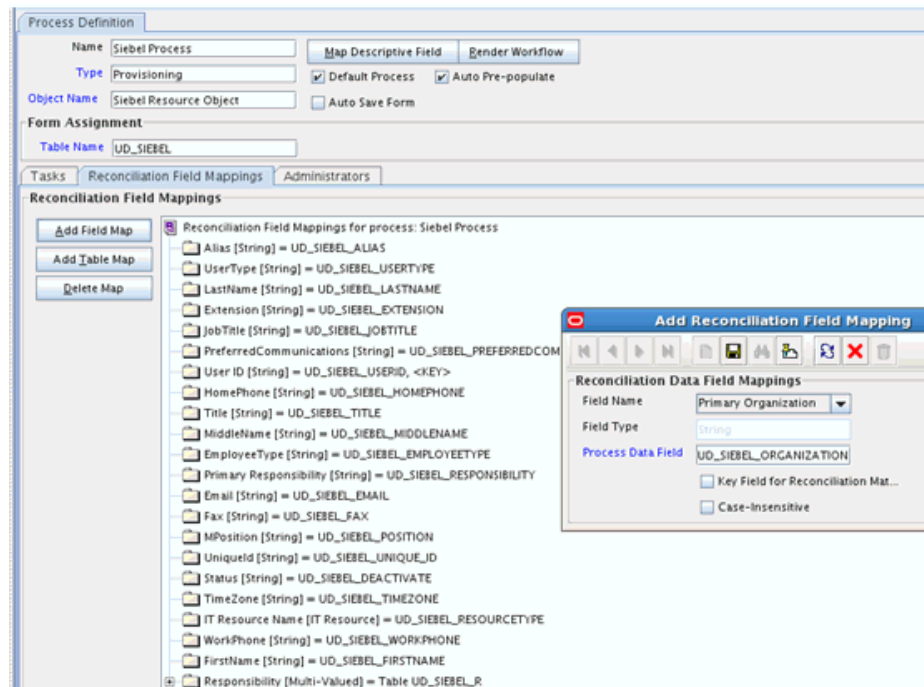 Process Definition
Name Siebel Process Map Descriptive Field Render Workflow
Type Provisioning Default Process Auto Pre-populate
Object Name Siebel Resource Object Auto Save Form
Form Assignment
Table Name UD_SIEBEL
Tasks Reconciliation Field Mappings Administrators
Reconciliation Field Mappings
Add Field Map
Add Table Map
Delete Map
Reconciliation Field Mappings for process: Siebel Process
Alias [String] = UD_SIEBEL_ALIAS
UserType [String] = UD_SIEBEL_USERTYPE
LastName [String] = UD_SIEBEL_LASTNAME
Extension [String] = UD_SIEBEL_EXTENSION
JobTitle [String] = UD_SIEBEL_JOBTITLE
PreferredCommunications [String] = UD_SIEBEL_PREFERREDCOM
User ID [String] = UD_SIEBEL_USERID, <KEY>
HomePhone [String] = UD_SIEBEL_HOMEPHONE
Title [String] = UD_SIEBEL_TITLE
MiddleName [String] = UD_SIEBEL_MIDDLENAME
EmployeeType [String] = UD_SIEBEL_EMPLOYEETYPE
Primary Responsibility [String] = UD_SIEBEL_RESPONSIBILITY
Email [String] = UD_SIEBEL_EMAIL
Fax [String] = UD_SIEBEL_FAX
MPosition [String] = UD_SIEBEL_POSITION
UniqueId [String] = UD_SIEBEL_UNIQUE_ID
Status [String] = UD_SIEBEL_DEACTIVATE
TimeZone [String] = UD_SIEBEL_TIMEZONE
IT Resource Name [IT Resource] = UD_SIEBEL_RESOURCETYPE
WorkPhone [String] = UD_SIEBEL_WORKPHONE
FirstName [String] = UD_SIEBEL_FIRSTNAME
Responsibility [Multi-Valued] = Table UD_SIEBEL_R
Add Reconciliation Field Mapping
Reconciliation Data Field Mappings
Field Name Primary Organization
Field Type String
Process Data Field UD_SIEBEL_ORGANIZATION
Key Field for Reconciliation Mat...
Case-Insensitive